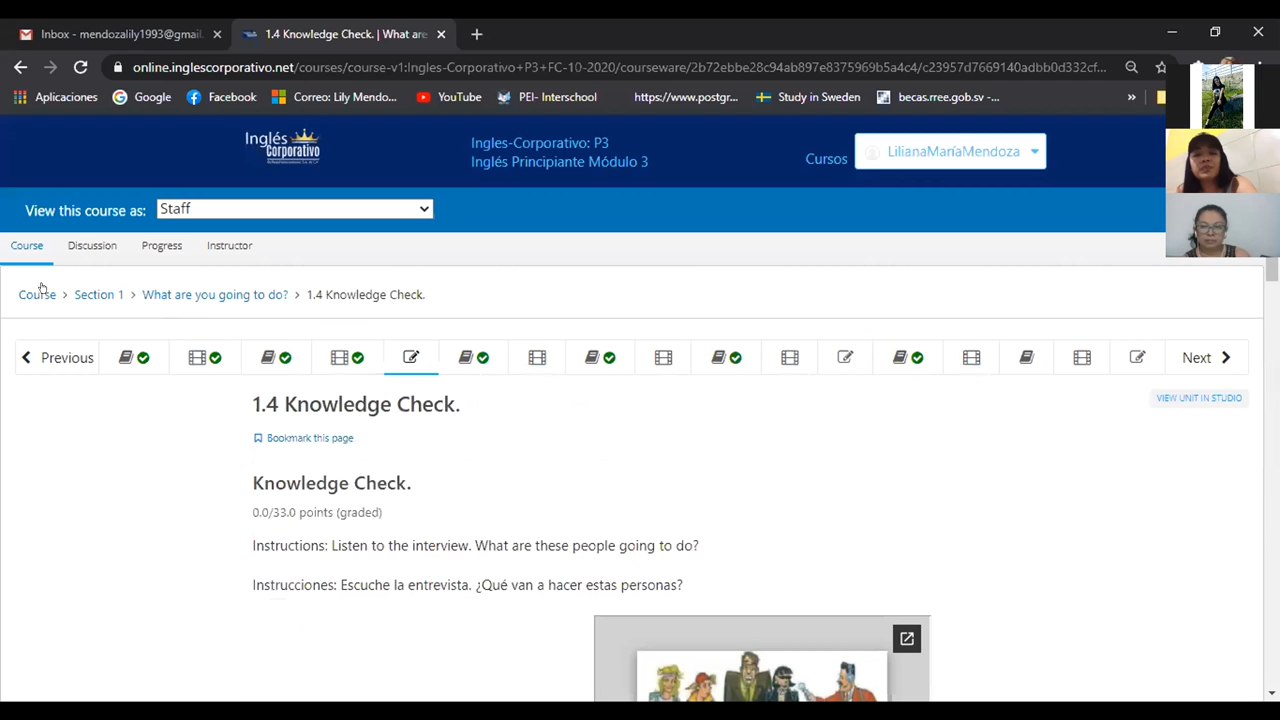 Inbox - mendozalily1993@gmail.
1.4 Knowledge Check. | What are
online.inglescorporativo.net/courses/course-v1:Ingles-Corporativo+P3+FC-10-2020/courseware/2b72ebbe28c94ab897e8375969b5a4c4/c23957d7669140adbb0d332cf...
Aplicaciones
Google
Facebook
Correo: Lily Mendo...
YouTube
PEI- Interschool
https://www.postgr...
Study in Sweden
becas.rree.gob.sv -...
Inglés
Corporativo
Ingles-Corporativo: P3
Inglés Principiante Módulo 3
Cursos
LilianaMaríaMendoza
View this course as:
Staff
Course
Discussion
Progress
Instructor
Course > Section 1 > What are you going to do? > 1.4 Knowledge Check.
Previous
Next
1.4 Knowledge Check.
VIEW UNIT IN STUDIO
Bookmark this page
Knowledge Check.
0.0/33.0 points (graded)
Instructions: Listen to the interview. What are these people going to do?
Instrucciones: Escuche la entrevista. ¿Qué van a hacer estas personas?